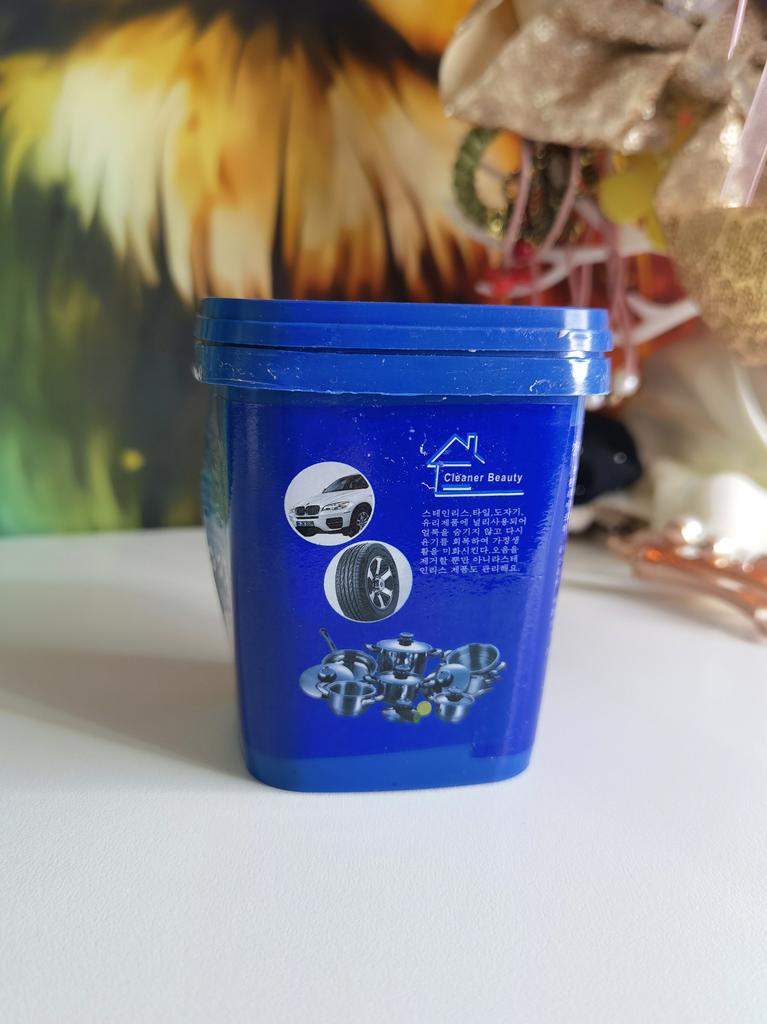 Cleaner Beauty
스테인리스,타일,도자기,
유리제품에 널리사용되어
얼룩을 숨기지 않고 다시
윤기를 회복하여 가정생
활을 미화시킨다.오음을
제거할 뿐만 아니라스테
인리스 제품도 관리해요.